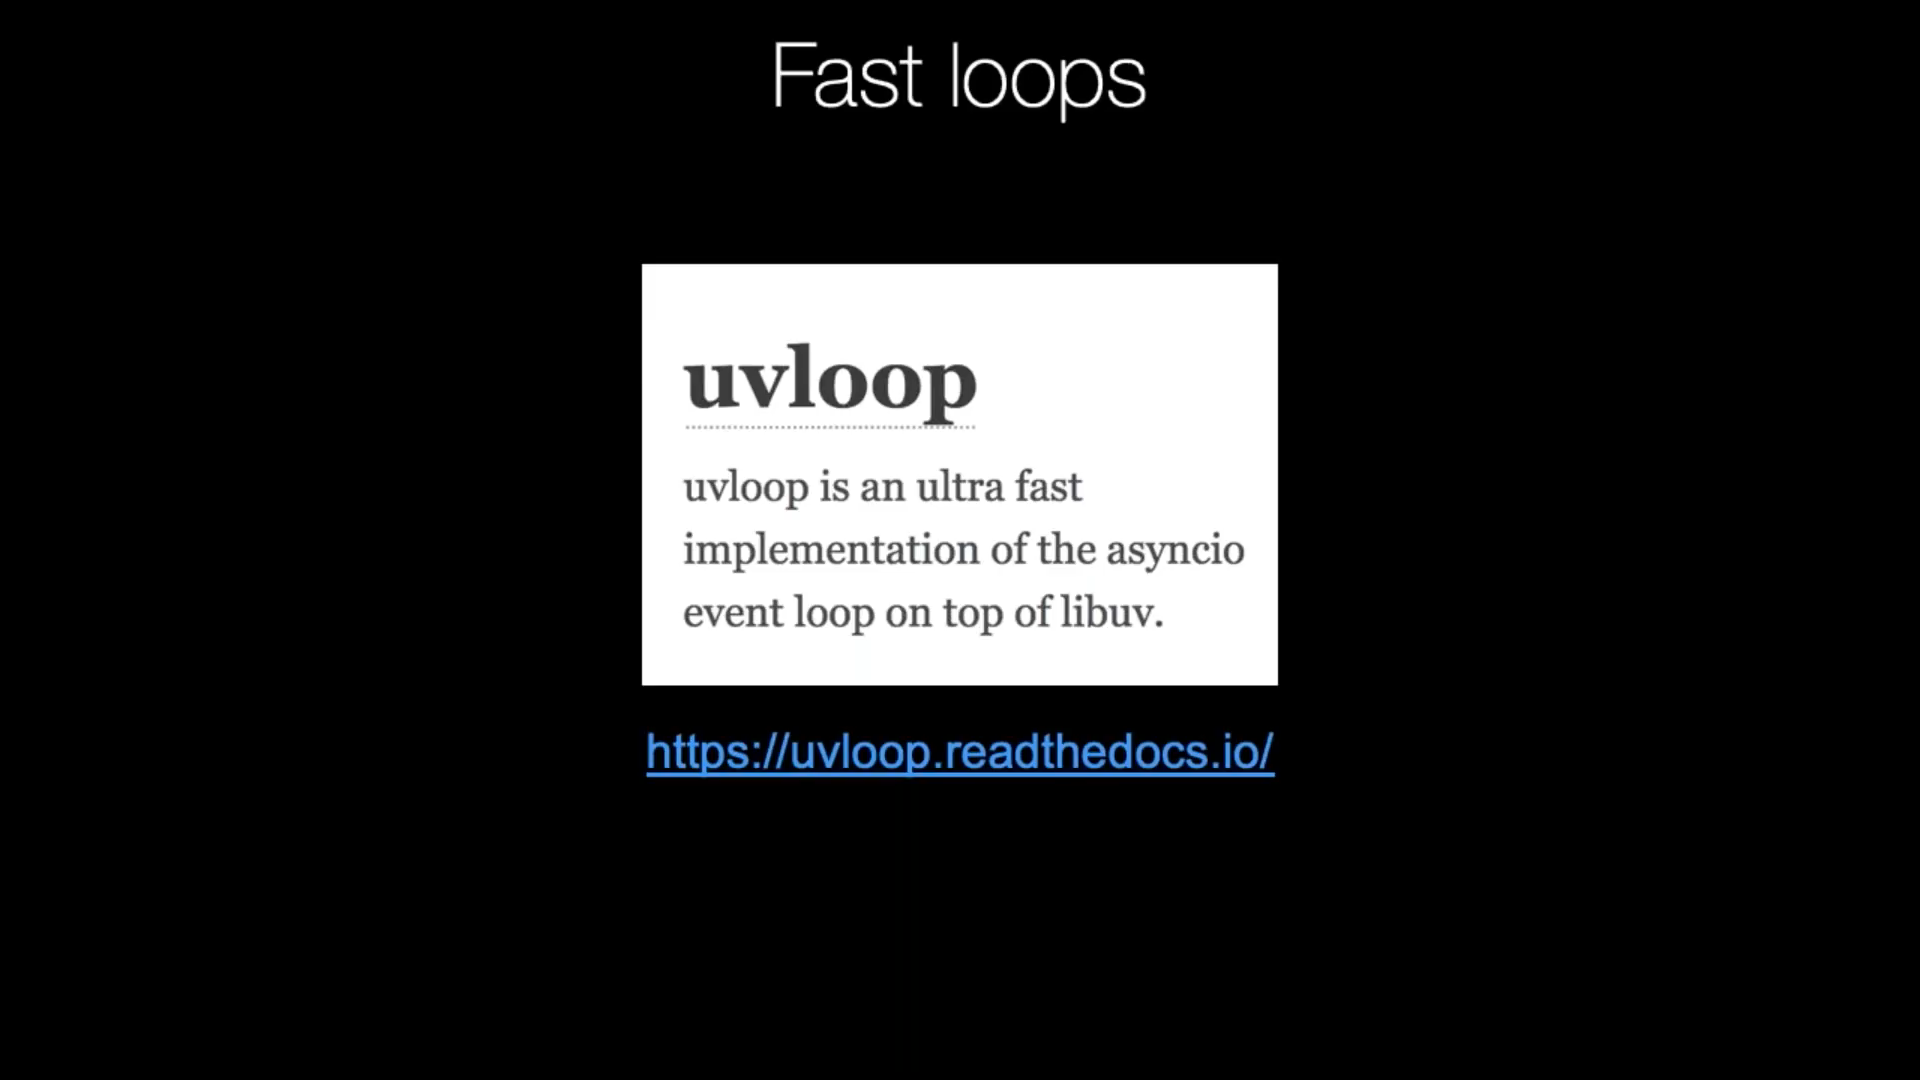 Fast loops
uvloop
uvloop is an ultra fast
implementation of the asyncio
event loop on top of libuv.
https://uvloop.readthedocs.io/